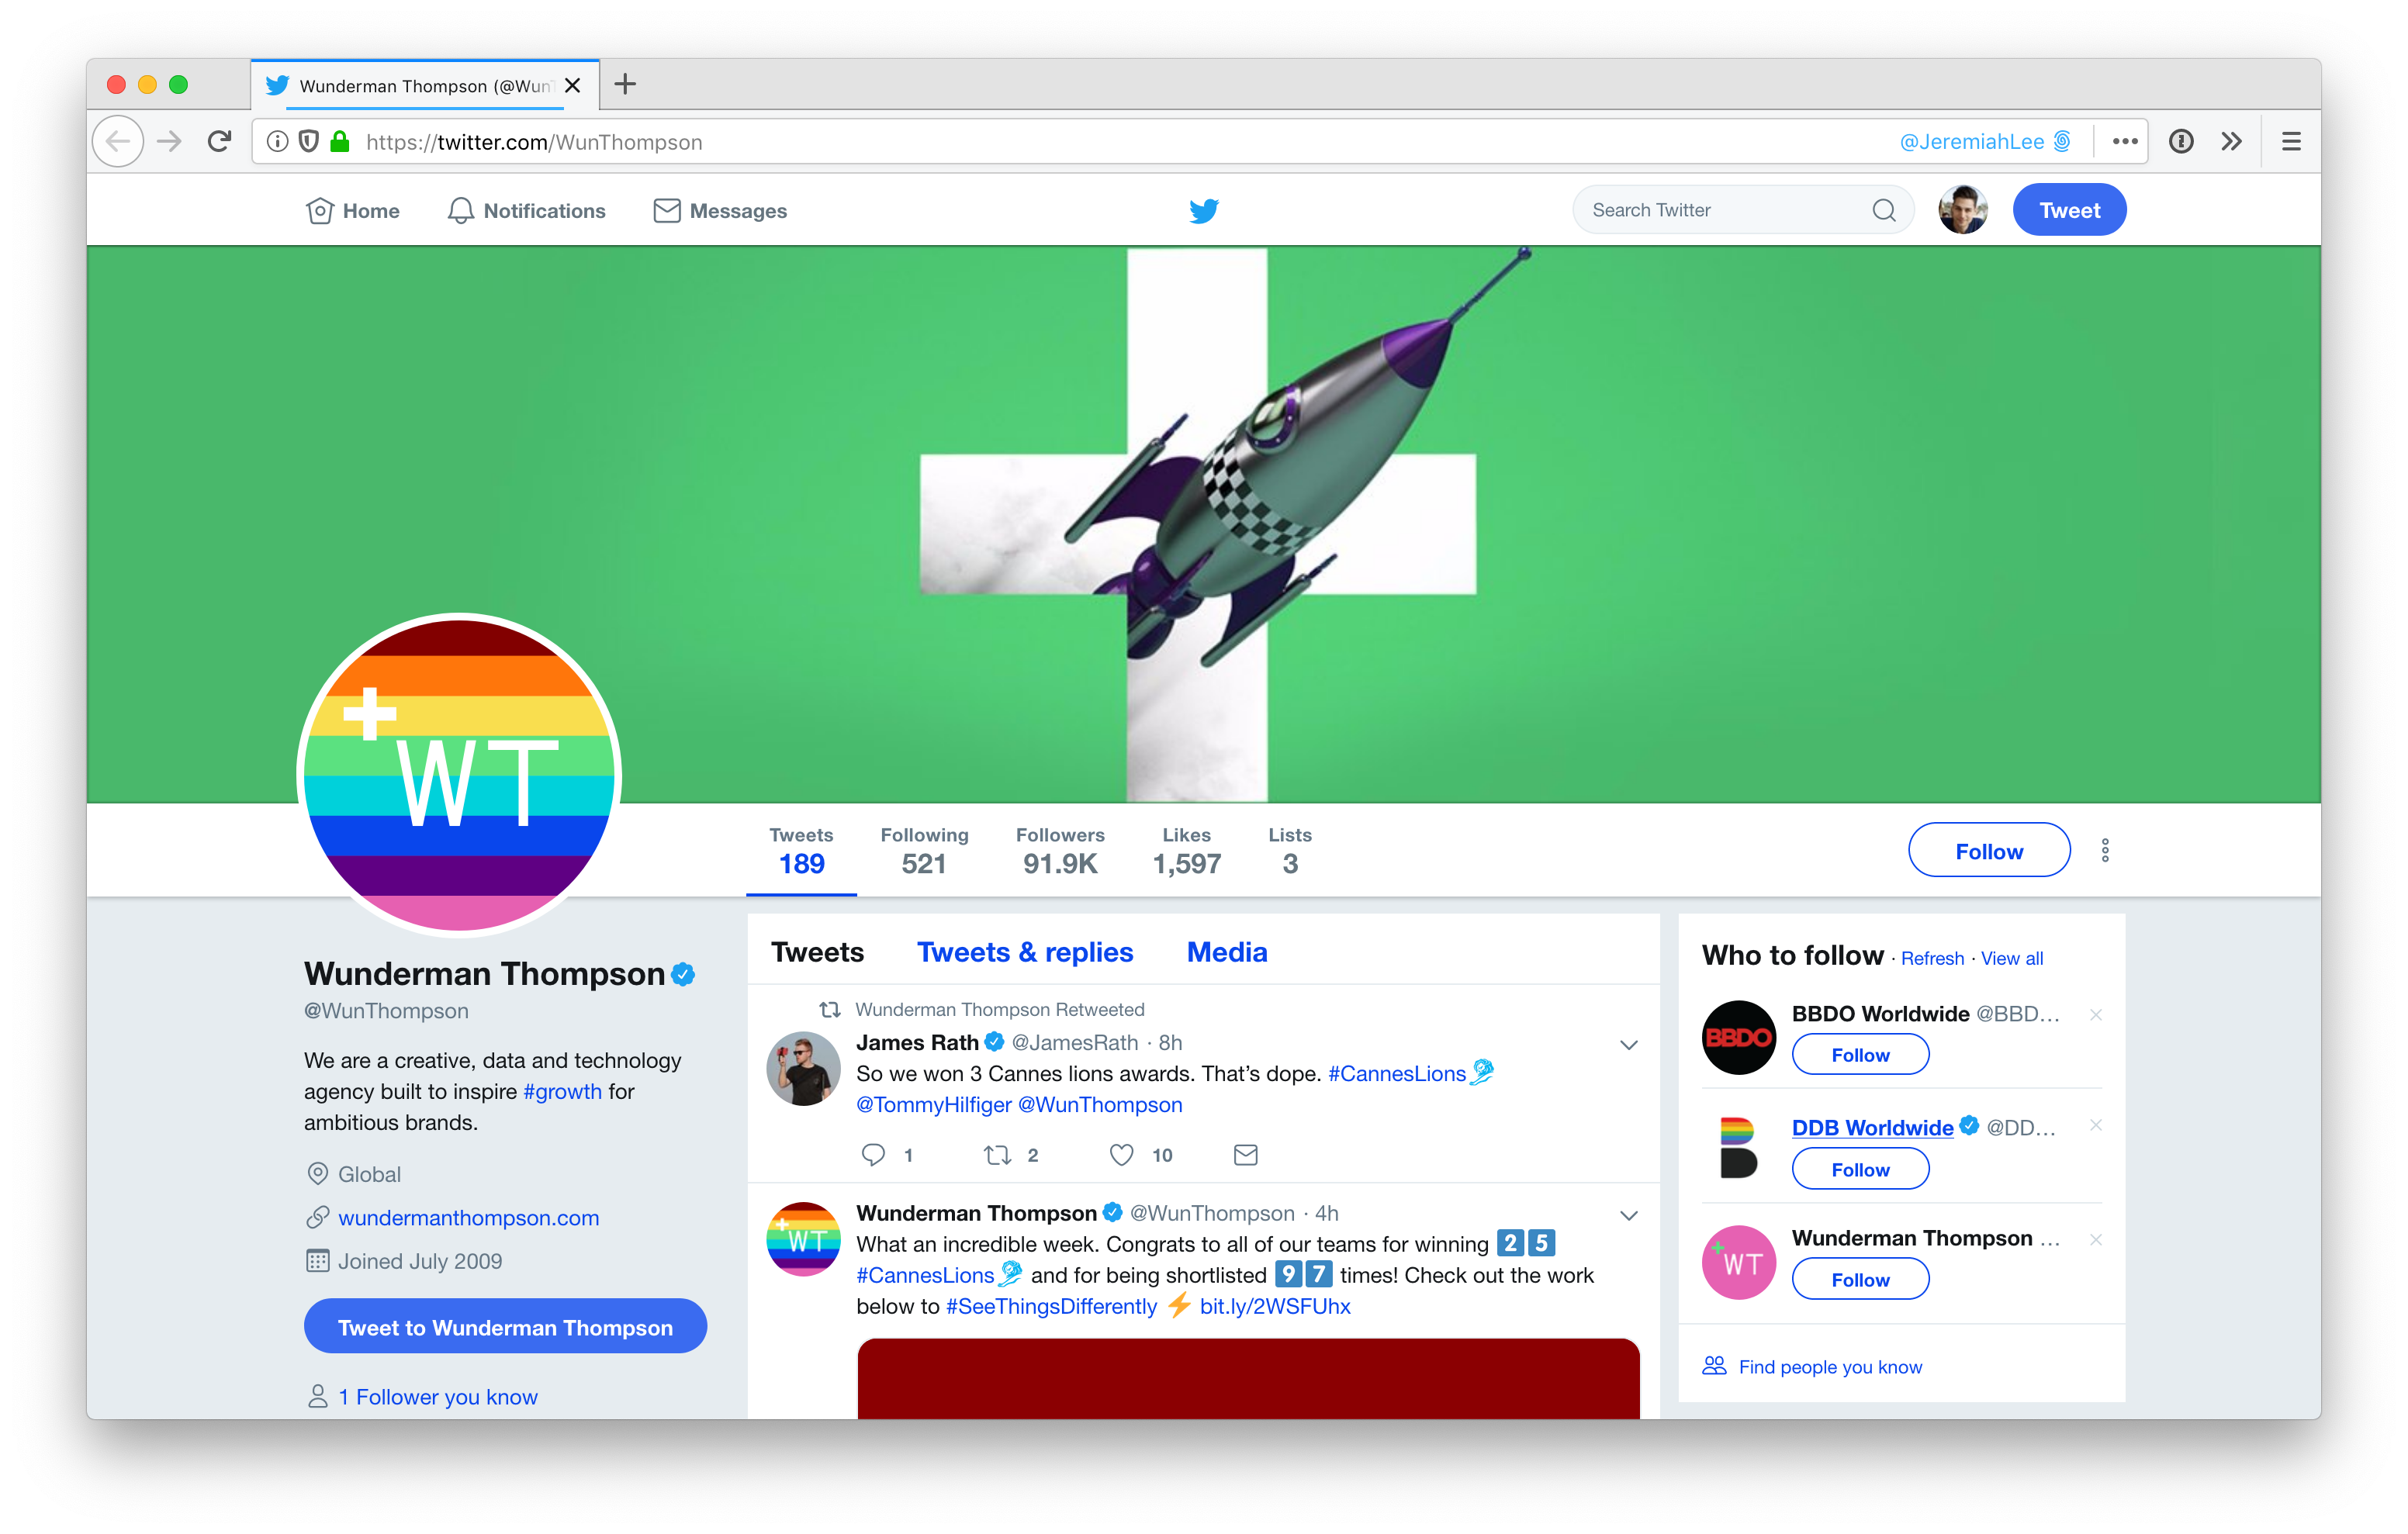 Wunderman Thompson (@Wun
https://twitter.com/WunThompson
@JeremiahLee
Home
Notifications
Messages
Search Twitter
Tweet
WT
Tweets
189
Following
521
Followers
91.9K
Likes
1,597
Lists
3
Follow
Wunderman Thompson
@WunThompson
We are a creative, data and technology
agency built to inspire #growth for
ambitious brands.
Global
wundermanthompson.com
Joined July 2009
Tweet to Wunderman Thompson
1 Follower you know
Tweets
Tweets & replies
Media
Wunderman Thompson Retweeted
James Rath @JamesRath · 8h
So we won 3 Cannes lions awards. That's dope. #CannesLions
@TommyHilfiger @WunThompson
1
2
10
WT
Wunderman Thompson @WunThompson · 4h
What an incredible week. Congrats to all of our teams for winning 2 5
#CannesLions and for being shortlisted 9 7 times! Check out the work
below to #SeeThingsDifferently ⚡ bit.ly/2WSFUhx
Who to follow · Refresh · View all
BBDO
BBDO Worldwide @BBD…
Follow
DDB Worldwide @DD…
Follow
WT
Wunderman Thompson …
Follow
Find people you know